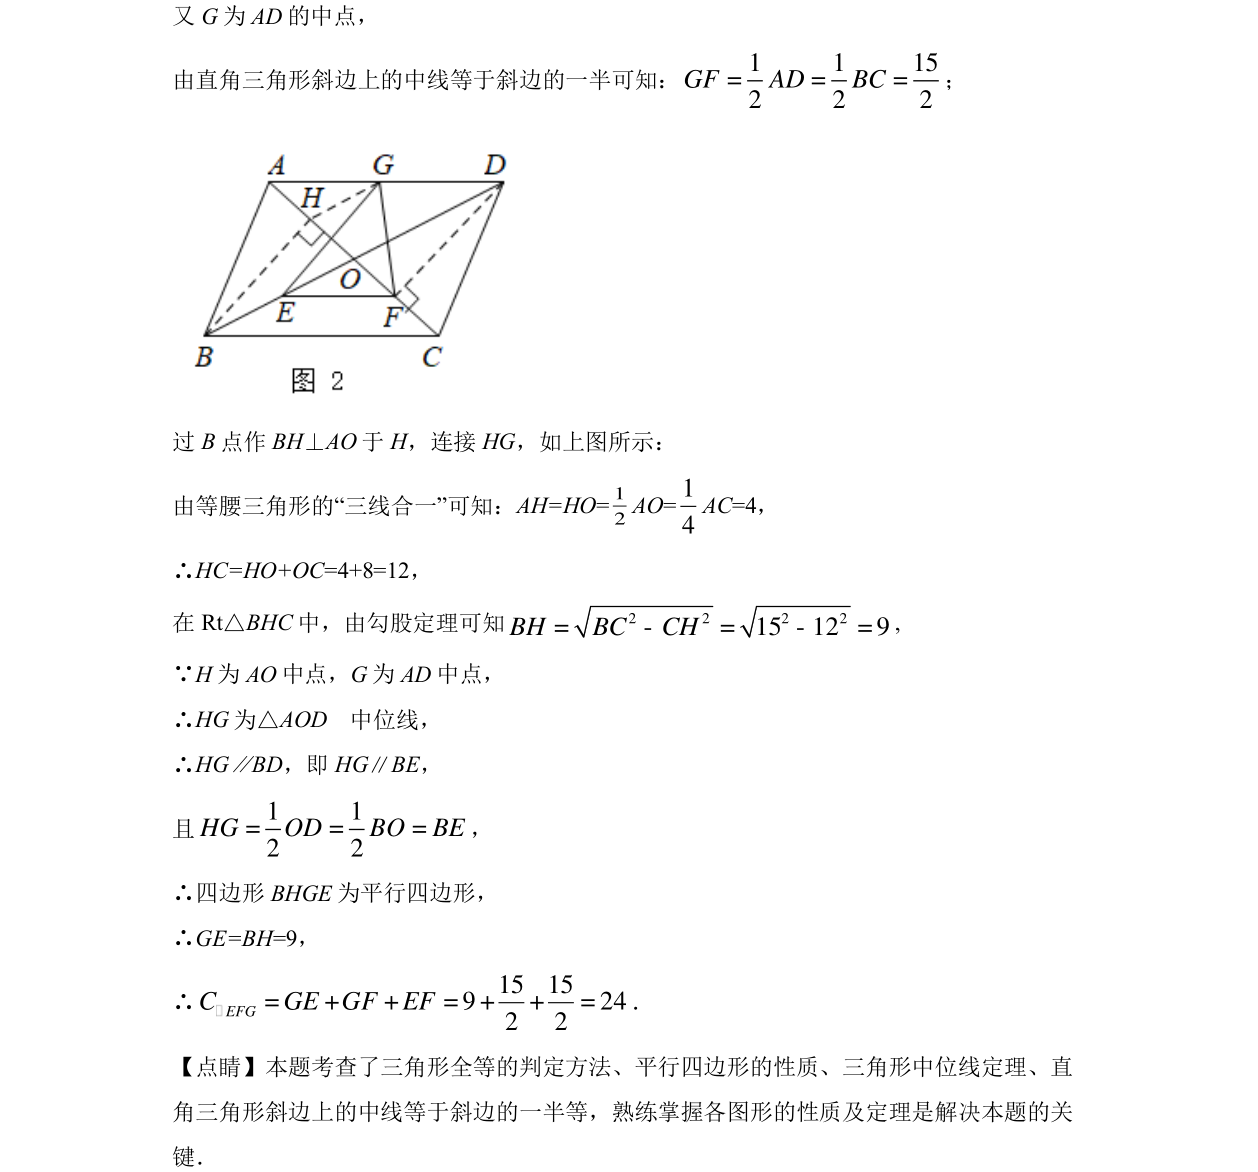 又 G 为 AD 的中点，
由直角三角形斜边上的中线等于斜边的一半可知：GF = 1/2 AD = 1/2 BC = 15/2；
A G D
H
O
E F
B C
图 2
过 B 点作 BH⊥AO 于 H，连接 HG，如上图所示：
由等腰三角形的“三线合一”可知：AH=HO=1/2 AO=1/4 AC=4，
∴HC=HO+OC=4+8=12，
在 Rt△BHC 中，由勾股定理可知 BH = √(BC² - CH²) = √(15² - 12²) = 9，
∵H 为 AO 中点，G 为 AD 中点，
∴HG 为△AOD 中位线，
∴HG∥BD，即 HG∥BE，
且 HG = 1/2 OD = 1/2 BO = BE，
∴四边形 BHGE 为平行四边形，
∴GE=BH=9，
∴C□EFG = GE + GF + EF = 9 + 15/2 + 15/2 = 24．
【点睛】本题考查了三角形全等的判定方法、平行四边形的性质、三角形中位线定理、直
角三角形斜边上的中线等于斜边的一半等，熟练掌握各图形的性质及定理是解决本题的关
键．